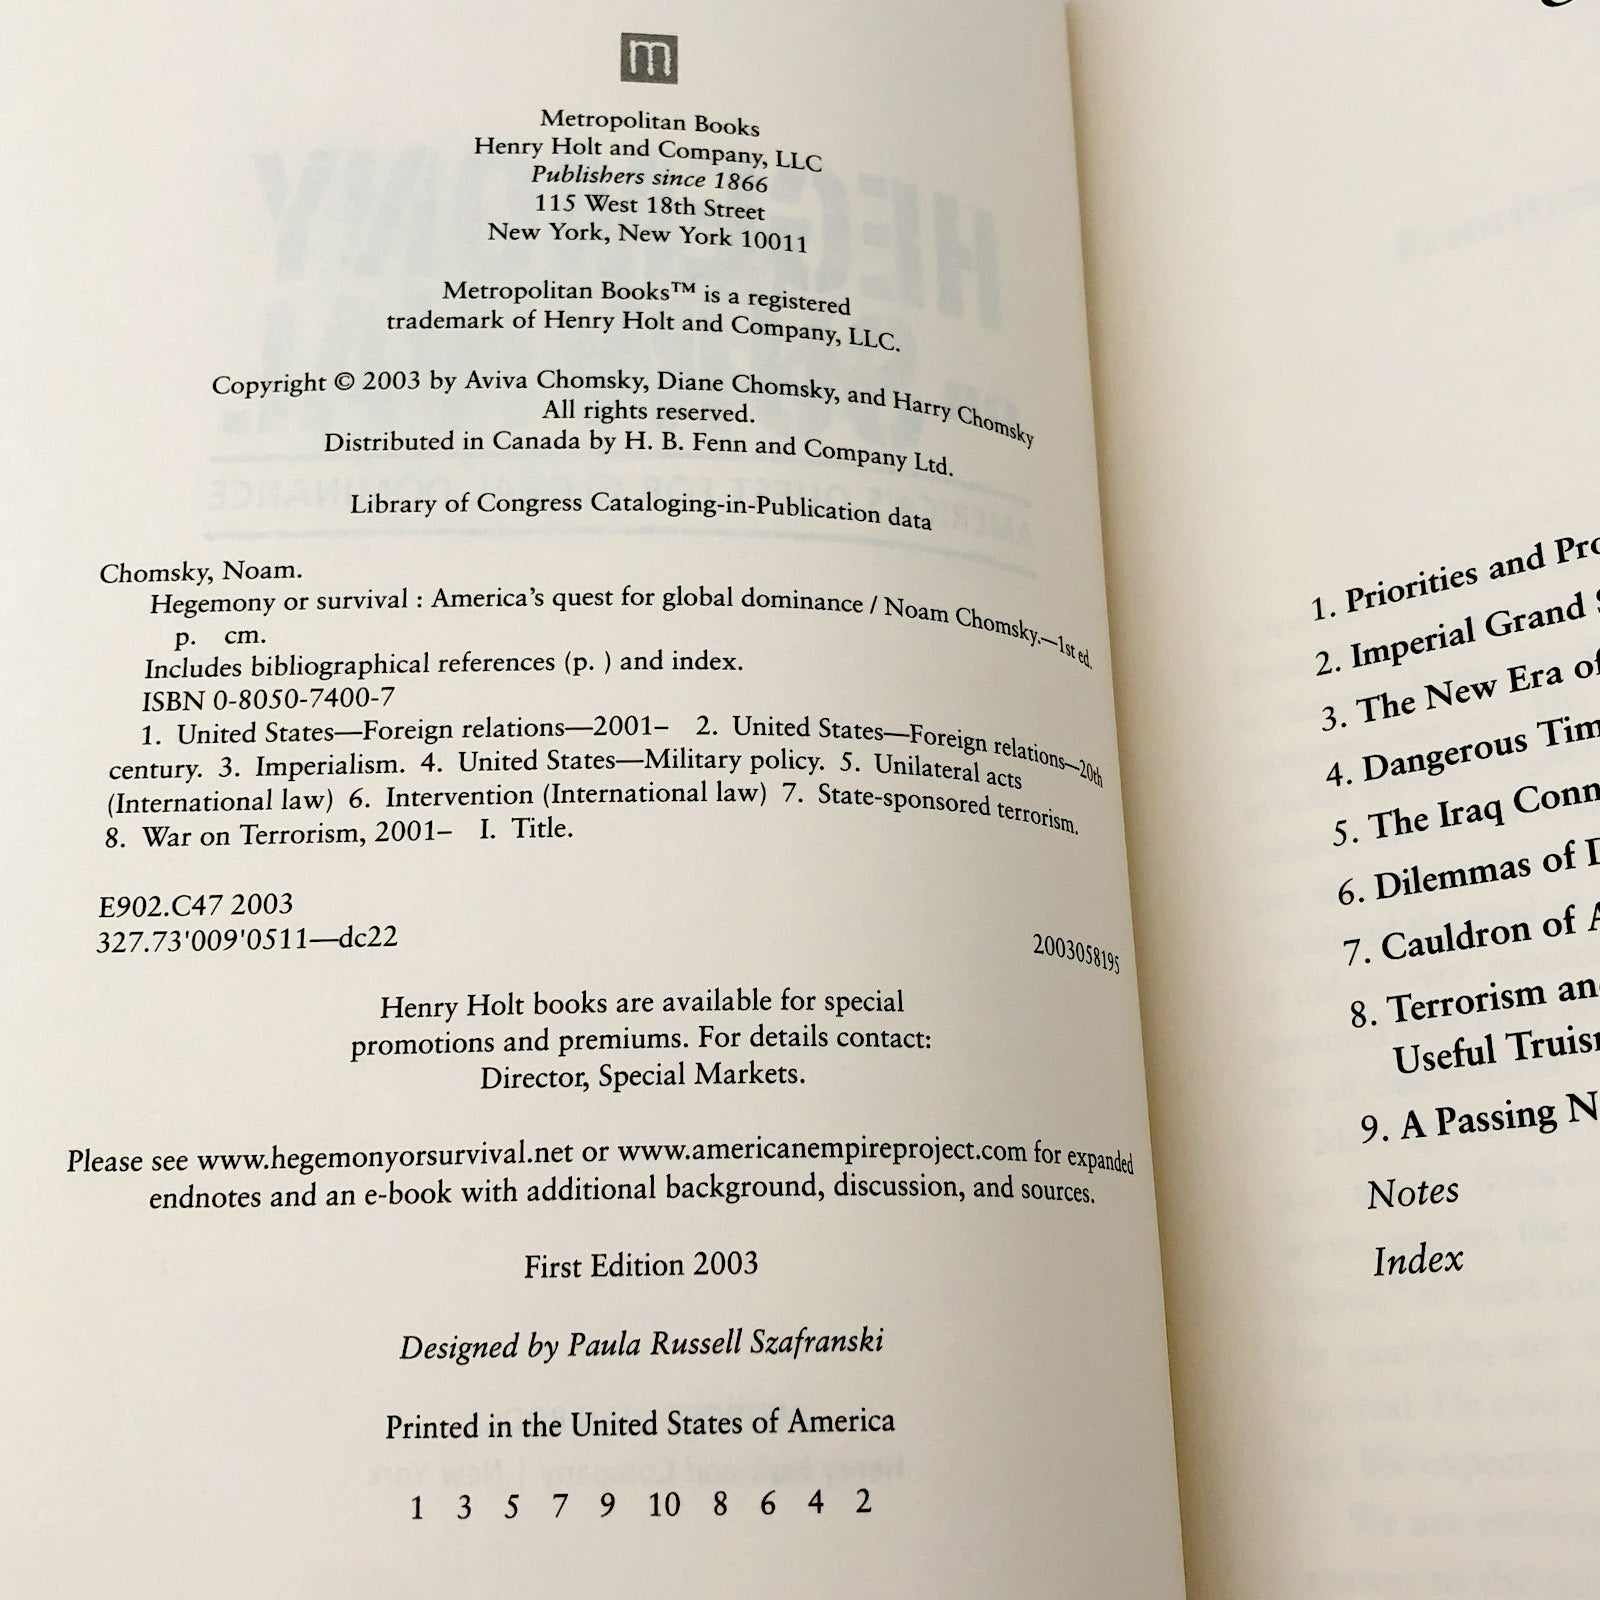 m
Metropolitan Books
Henry Holt and Company, LLC
Publishers since 1866
115 West 18th Street
New York, New York 10011
Metropolitan Books™ is a registered
trademark of Henry Holt and Company, LLC.
Copyright © 2003 by Aviva Chomsky, Diane Chomsky, and Harry Chomsky
All rights reserved.
Distributed in Canada by H. B. Fenn and Company Ltd.
Library of Congress Cataloging-in-Publication data
Chomsky, Noam.
Hegemony or survival : America's quest for global dominance / Noam Chomsky.—1st ed.
p. cm.
Includes bibliographical references (p. ) and index.
ISBN 0-8050-7400-7
1. United States—Foreign relations—2001– 2. United States—Foreign relations—20th
century. 3. Imperialism. 4. United States—Military policy. 5. Unilateral acts
(International law) 6. Intervention (International law) 7. State-sponsored terrorism.
8. War on Terrorism, 2001– I. Title.
E902.C47 2003
327.73'009'0511—dc22
2003058195
Henry Holt books are available for special
promotions and premiums. For details contact:
Director, Special Markets.
Please see www.hegemonyorsurvival.net or www.americanempireproject.com for expanded
endnotes and an e-book with additional background, discussion, and sources.
First Edition 2003
Designed by Paula Russell Szafranski
Printed in the United States of America
1 3 5 7 9 10 8 6 4 2
1. Priorities and
2. Imperial Grand
3. The New Era of
4. Dangerous
5. The Iraq
6. Dilemmas of
7. Cauldron of
8. Terrorism
Useful
9. A Passing
Notes
Index